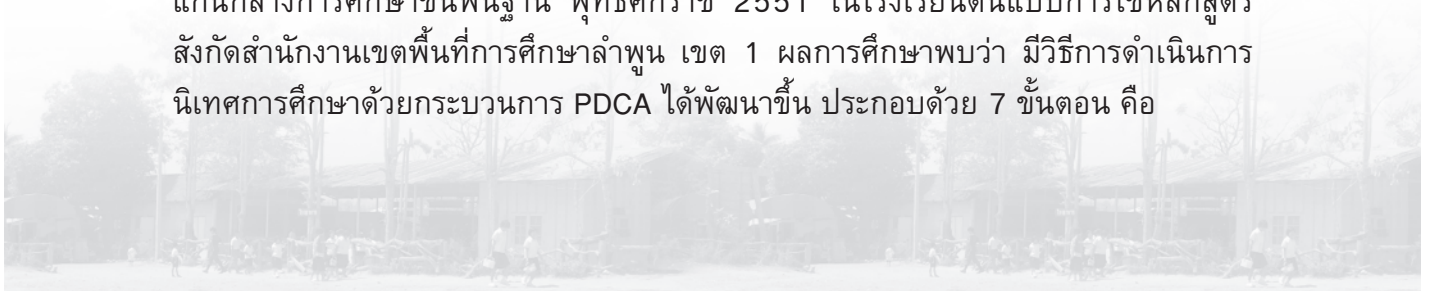 แกนกลางการศึกษาขั้นพื้นฐาน พุทธศักราช 2551 ในโรงเรียนต้นแบบการใช้หลักสูตร
สังกัดสำนักงานเขตพื้นที่การศึกษาลำพูน เขต 1 ผลการศึกษาพบว่า มีวิธีการดำเนินการ
นิเทศการศึกษาด้วยกระบวนการ PDCA ได้พัฒนาขึ้น ประกอบด้วย 7 ขั้นตอน คือ